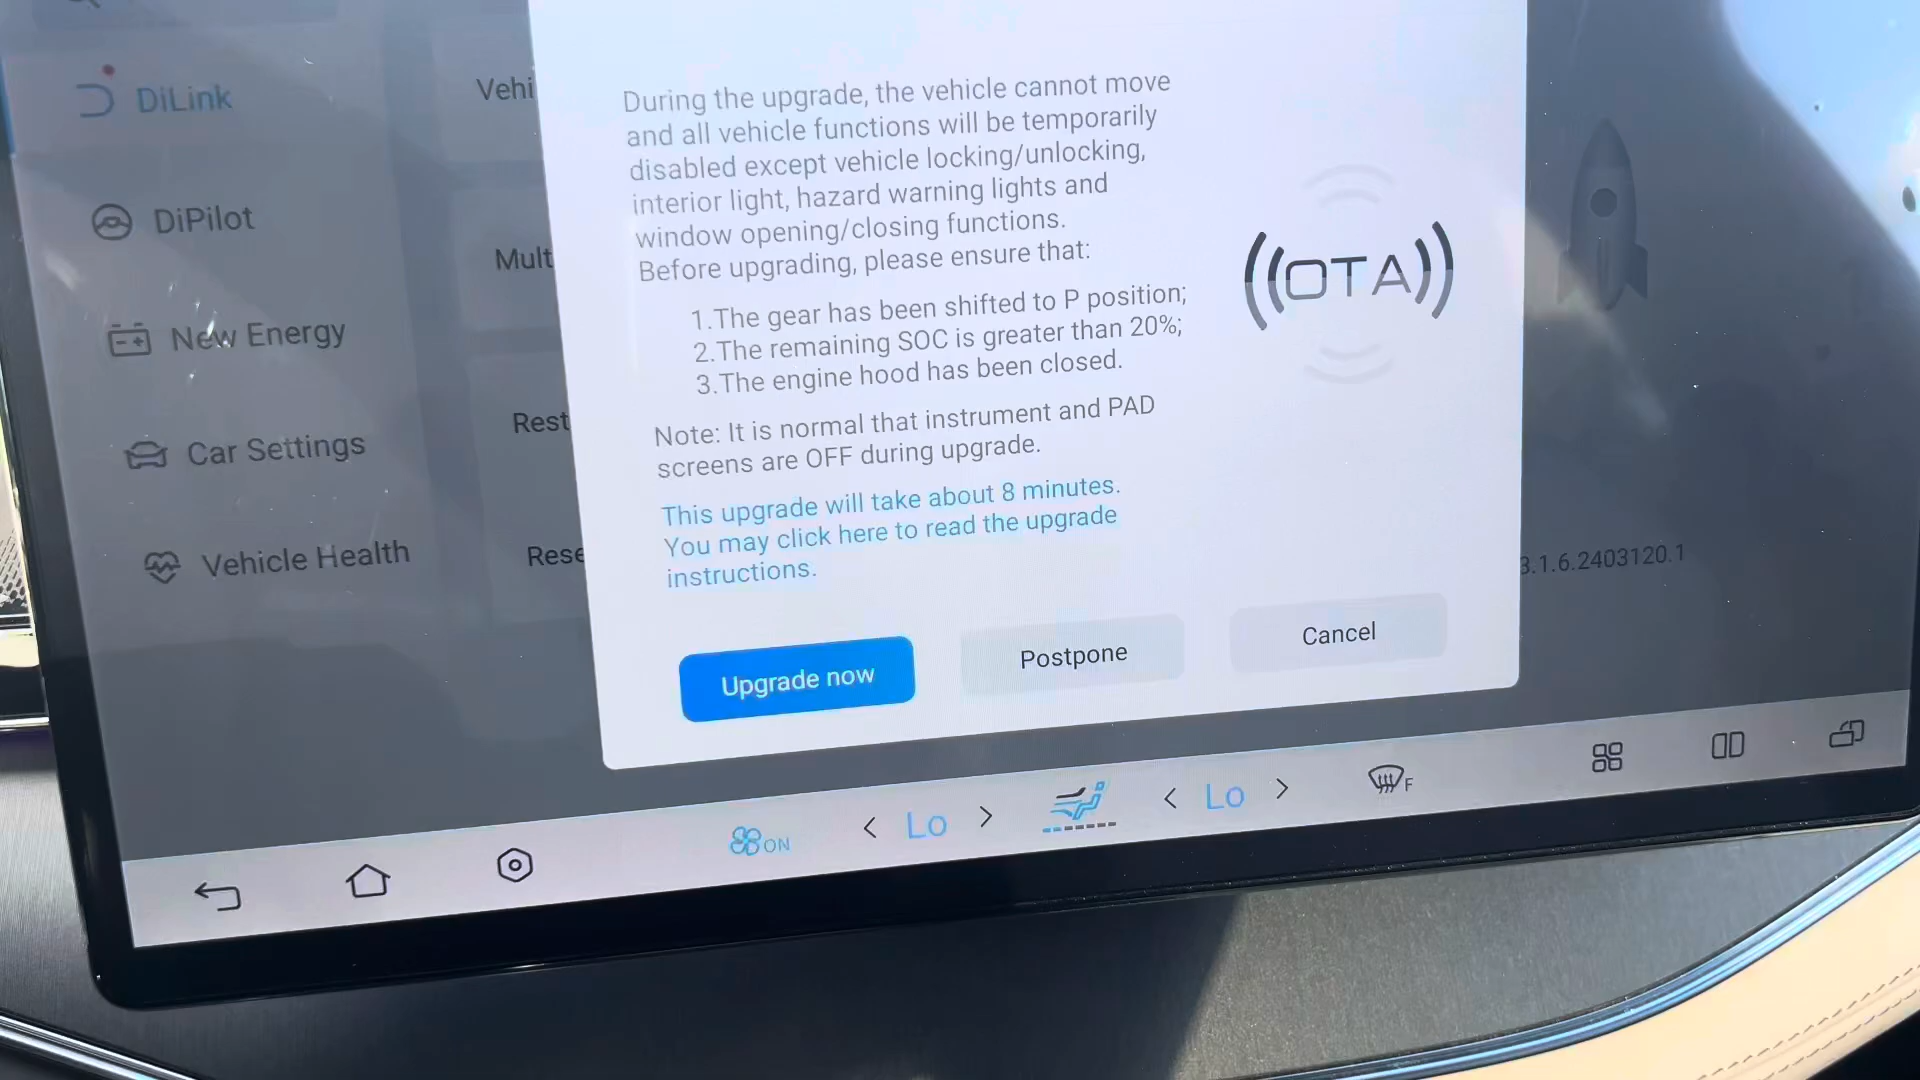 DiLink
DiPilot
New Energy
Car Settings
Vehicle Health
Vehi
Mult
Rest
Rese
During the upgrade, the vehicle cannot move
and all vehicle functions will be temporarily
disabled except vehicle locking/unlocking,
interior light, hazard warning lights and
window opening/closing functions.
Before upgrading, please ensure that:
1.The gear has been shifted to P position;
2.The remaining SOC is greater than 20%;
3.The engine hood has been closed.
Note: It is normal that instrument and PAD
screens are OFF during upgrade.
This upgrade will take about 8 minutes.
You may click here to read the upgrade
instructions.
((OTA))
3.1.6.2403120.1
Upgrade now
Postpone
Cancel
ON
< Lo >
< Lo >
F